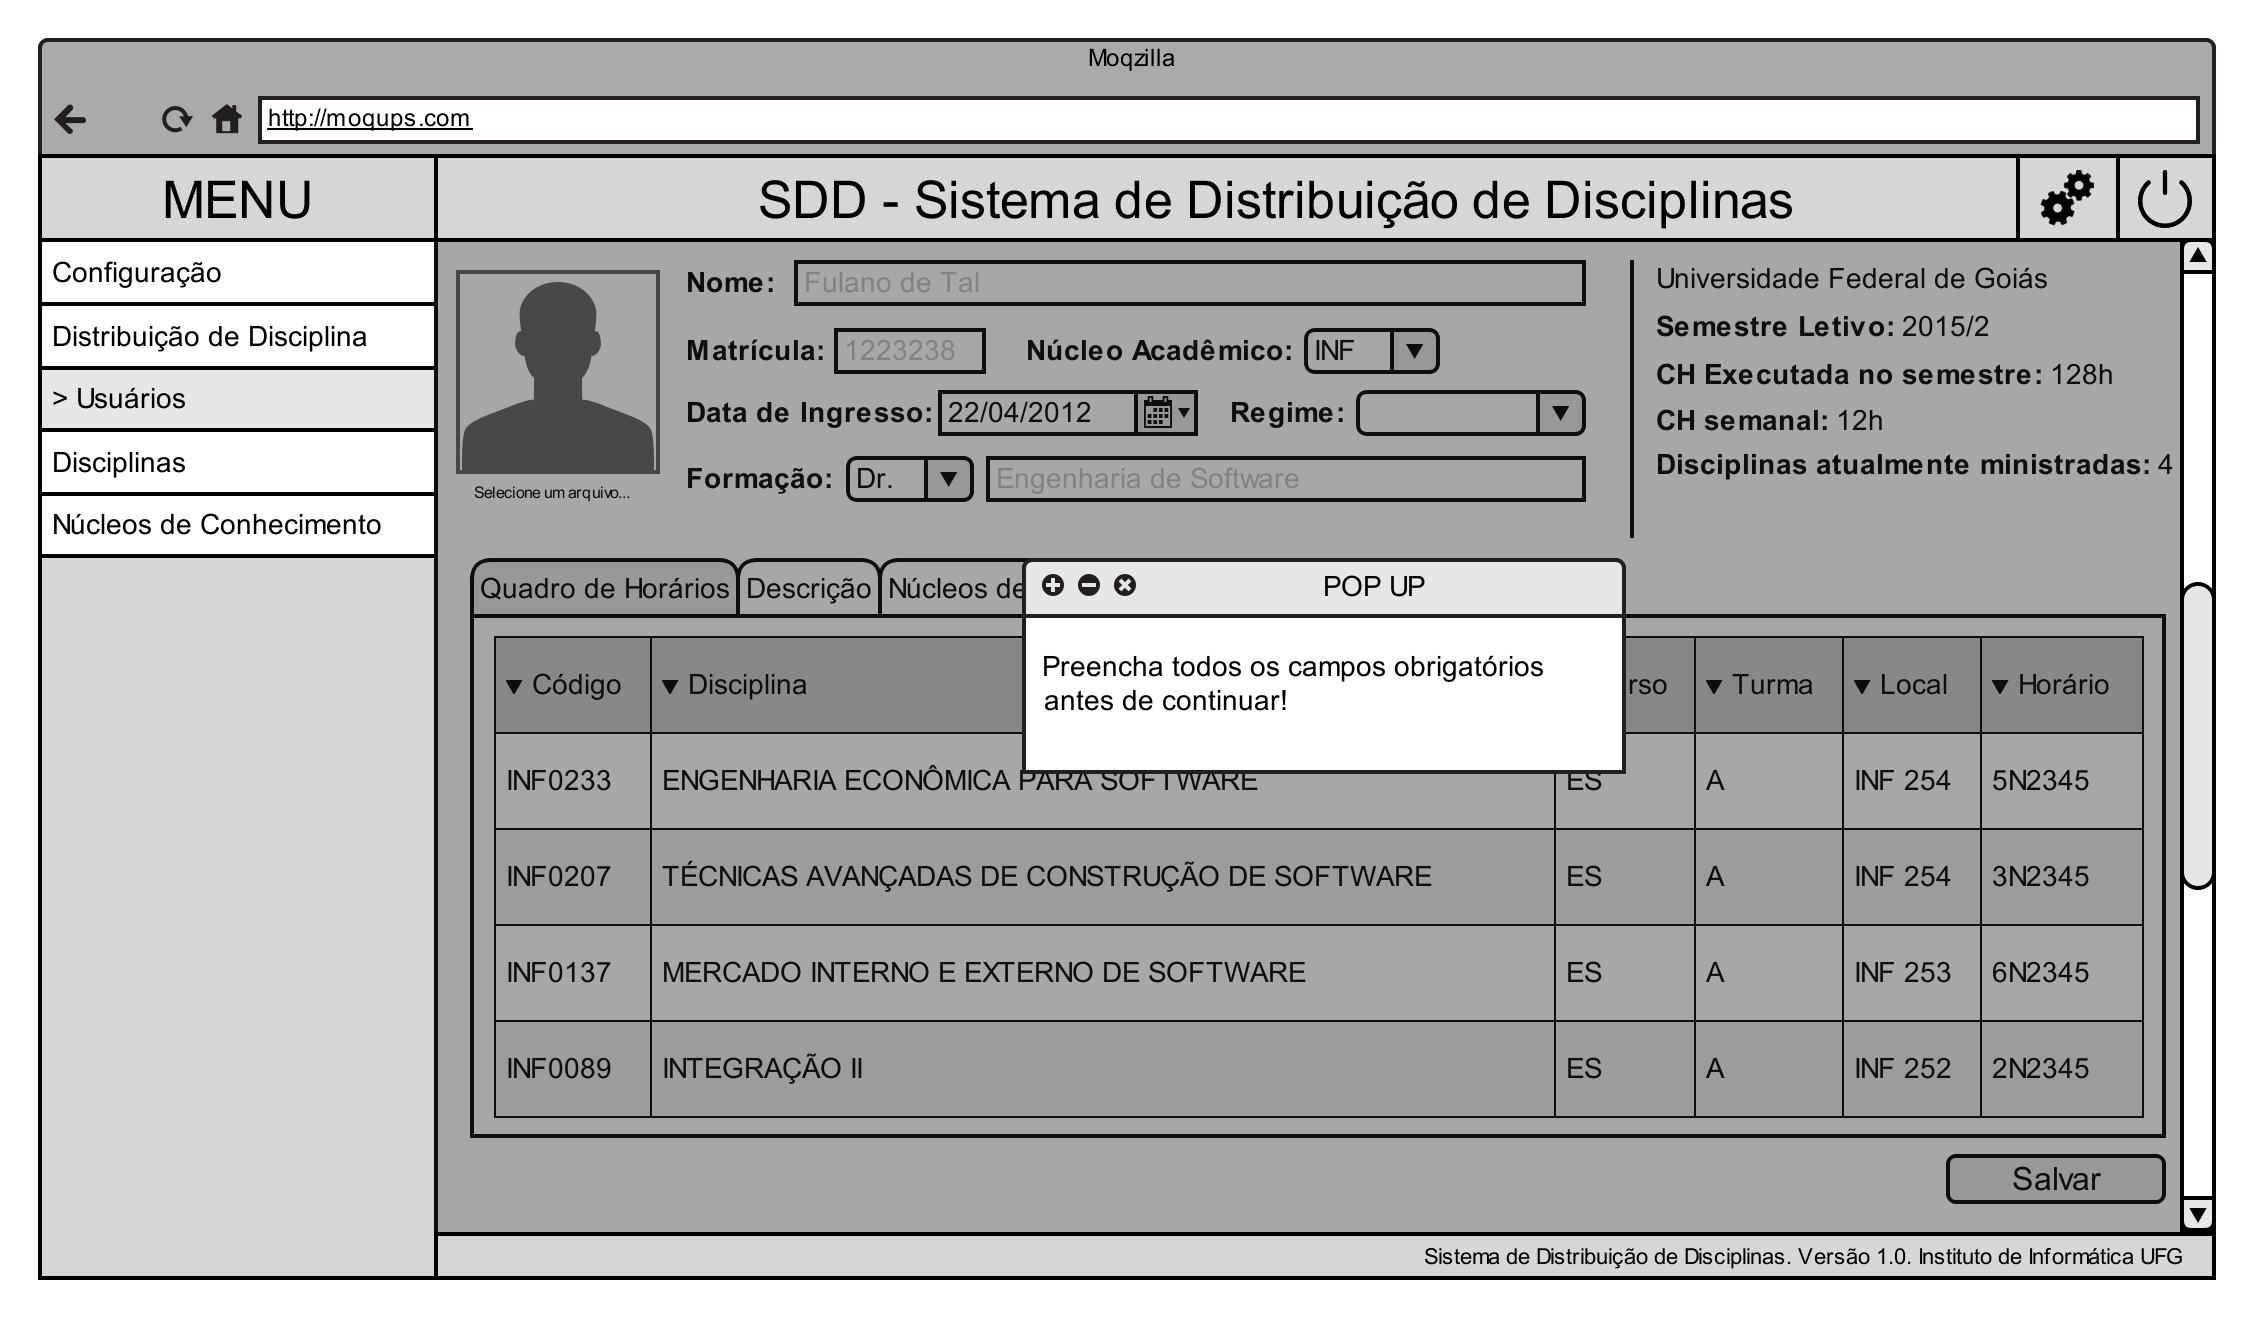 Moqzilla
http://moqups.com
MENU
SDD - Sistema de Distribuição de Disciplinas
Configuração
Distribuição de Disciplina
> Usuários
Disciplinas
Núcleos de Conhecimento
Selecione um arquivo...
Nome: Fulano de Tal
Matrícula: 1223238 Núcleo Acadêmico: INF
Data de Ingresso: 22/04/2012 Regime:
Formação: Dr. Engenharia de Software
Universidade Federal de Goiás
Semestre Letivo: 2015/2
CH Executada no semestre: 128h
CH semanal: 12h
Disciplinas atualmente ministradas: 4
Quadro de Horários Descrição Núcleos de
POP UP
Preencha todos os campos obrigatórios
antes de continuar!
Código Disciplina rso Turma Local Horário
INF0233 ENGENHARIA ECONÔMICA PARA SOFTWARE ES A INF 254 5N2345
INF0207 TÉCNICAS AVANÇADAS DE CONSTRUÇÃO DE SOFTWARE ES A INF 254 3N2345
INF0137 MERCADO INTERNO E EXTERNO DE SOFTWARE ES A INF 253 6N2345
INF0089 INTEGRAÇÃO II ES A INF 252 2N2345
Salvar
Sistema de Distribuição de Disciplinas. Versão 1.0. Instituto de Informática UFG